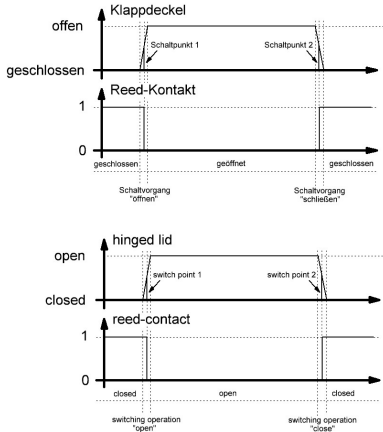 Klappdeckel
offen
Schaltpunkt 1
Schaltpunkt 2
geschlossen
Reed-Kontakt
1
0
geschlossen geöffnet geschlossen
Schaltvorgang
"öffnen"
Schaltvorgang
"schließen"
hinged lid
open
switch point 1
switch point 2
closed
reed-contact
1
0
closed open closed
switching operation
"open"
switching operation
"close"